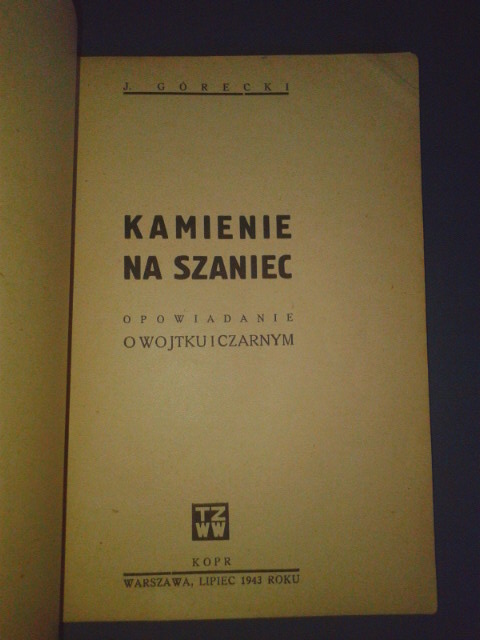 J. GÓRECKI
KAMIENIE
NA SZANIEC
OPOWIADANIE
O WOJTKU I CZARNYM
TZ
WW
KOPR
WARSZAWA, LIPIEC 1943 ROKU